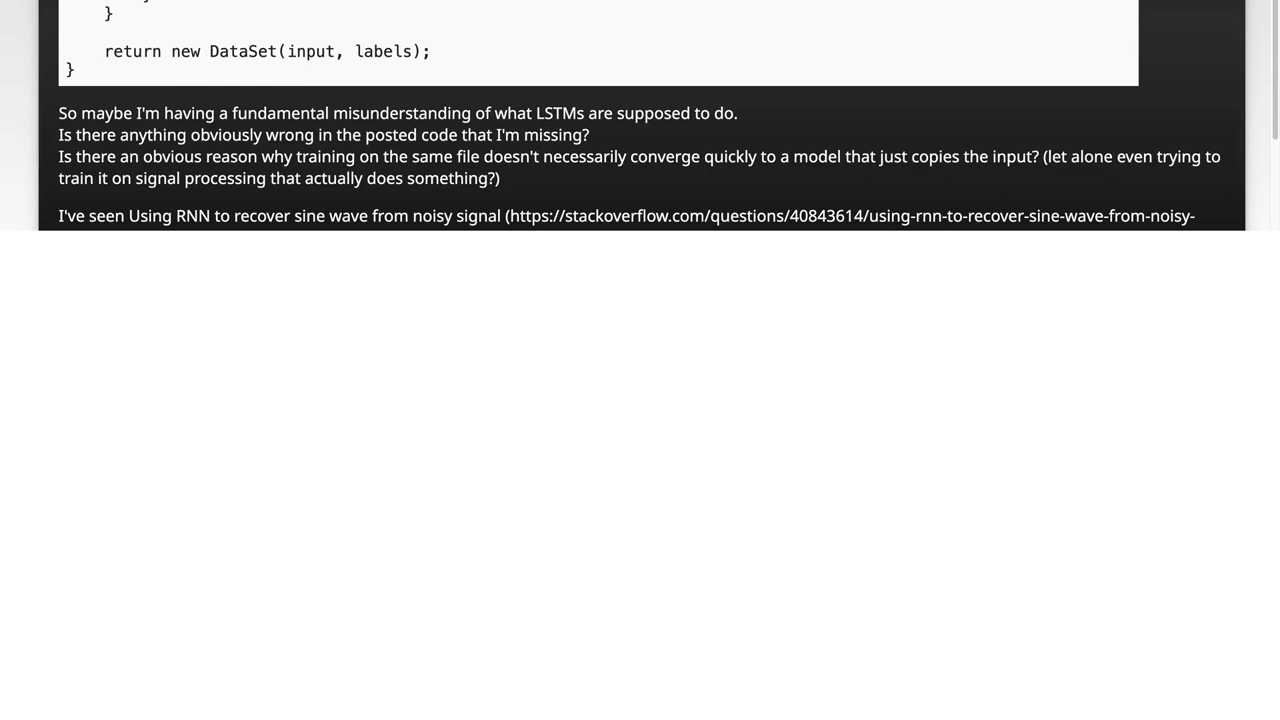 }
return new DataSet(input, labels);
}
So maybe I'm having a fundamental misunderstanding of what LSTMs are supposed to do.
Is there anything obviously wrong in the posted code that I'm missing?
Is there an obvious reason why training on the same file doesn't necessarily converge quickly to a model that just copies the input? (let alone even trying to
train it on signal processing that actually does something?)
I've seen Using RNN to recover sine wave from noisy signal (https://stackoverflow.com/questions/40843614/using-rnn-to-recover-sine-wave-from-noisy-